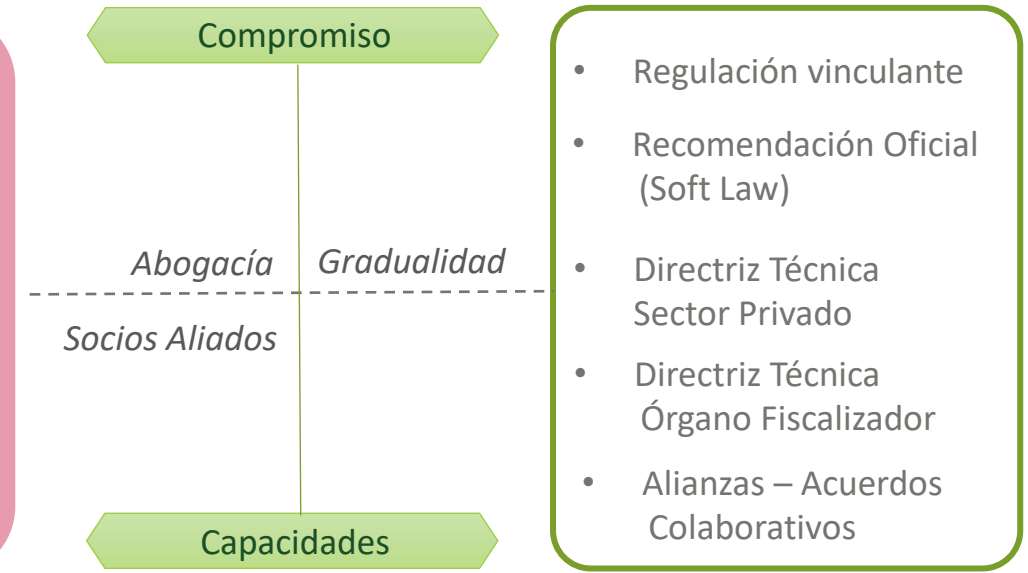 Compromiso
Abogacía
Gradualidad
Socios Aliados
Capacidades
• Regulación vinculante
• Recomendación Oficial
(Soft Law)
• Directriz Técnica
Sector Privado
• Directriz Técnica
Órgano Fiscalizador
• Alianzas – Acuerdos
Colaborativos